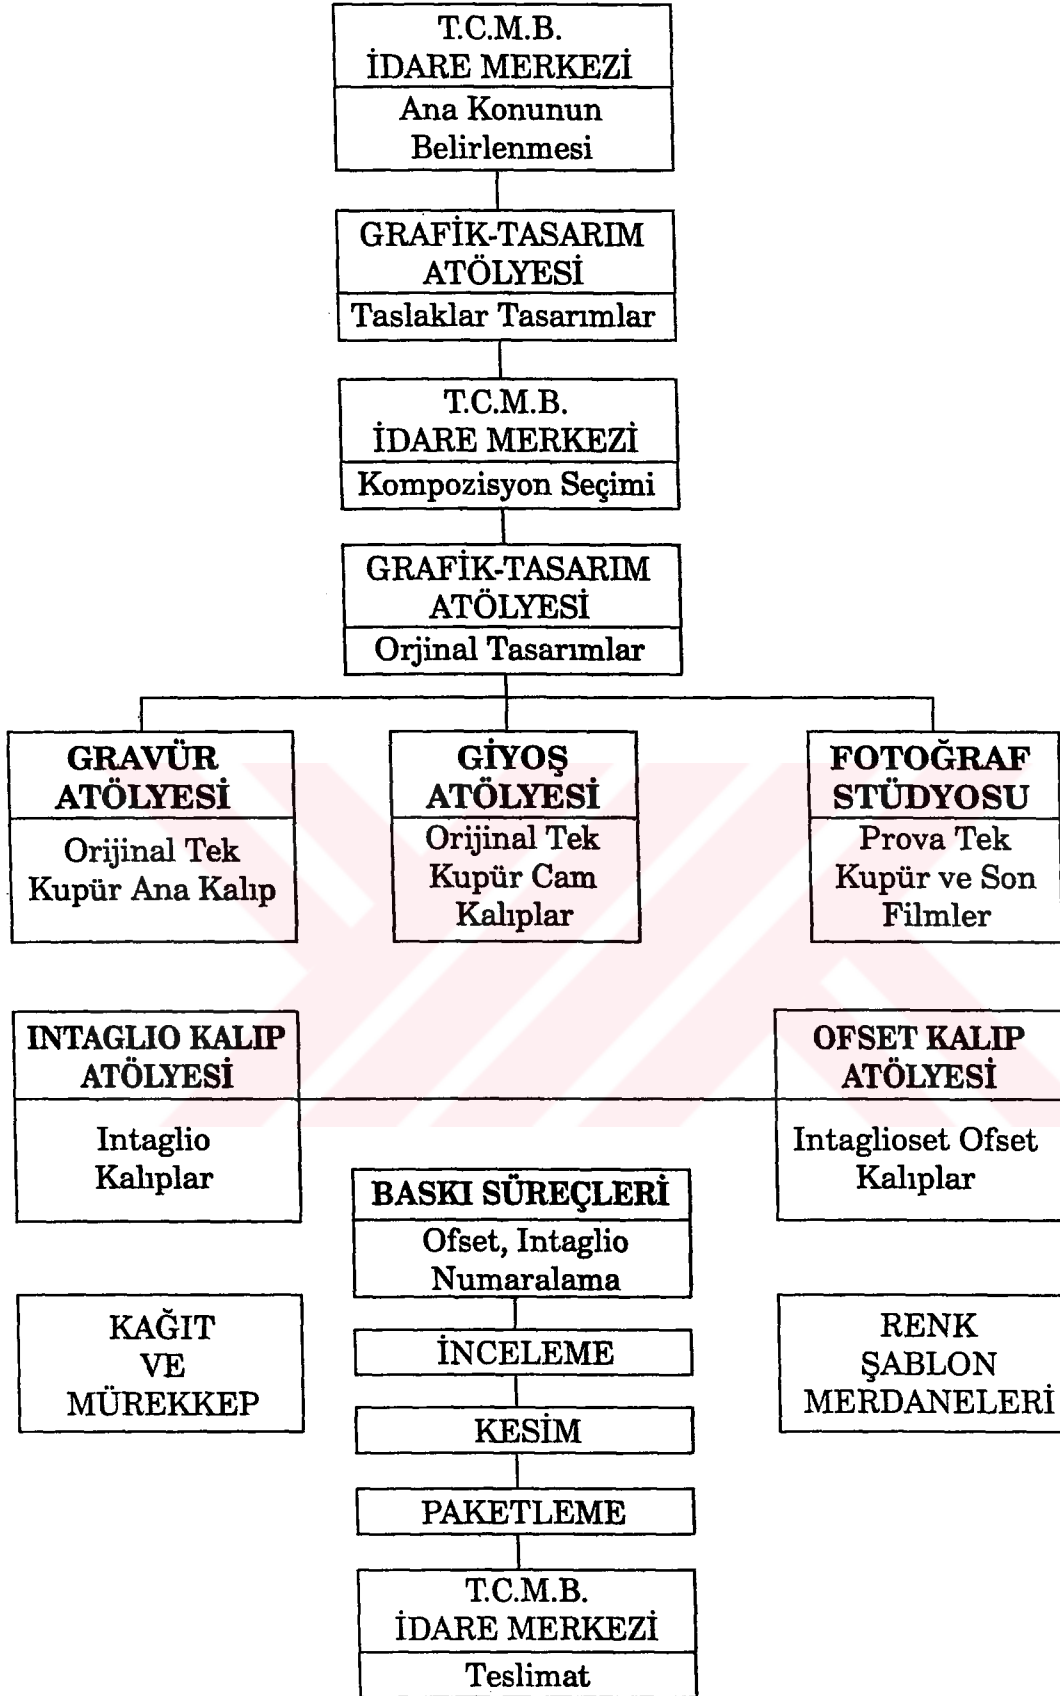 T.C.M.B.
İDARE MERKEZİ
Ana Konunun
Belirlenmesi
GRAFİK-TASARIM
ATÖLYESİ
Taslaklar Tasarımlar
T.C.M.B.
İDARE MERKEZİ
Kompozisyon Seçimi
GRAFİK-TASARIM
ATÖLYESİ
Orjinal Tasarımlar
GRAVÜR
ATÖLYESİ
Orijinal Tek
Kupür Ana Kalıp
GİYOŞ
ATÖLYESİ
Orijinal Tek
Kupür Cam
Kalıplar
FOTOĞRAF
STÜDYOSU
Prova Tek
Kupür ve Son
Filmler
INTAGLIO KALIP
ATÖLYESİ
Intaglio
Kalıplar
OFSET KALIP
ATÖLYESİ
Intaglioset Ofset
Kalıplar
BASKI SÜREÇLERİ
Ofset, Intaglio
Numaralama
KAĞIT
VE
MÜREKKEP
RENK
ŞABLON
MERDANELERİ
İNCELEME
KESİM
PAKETLEME
T.C.M.B.
İDARE MERKEZİ
Teslimat